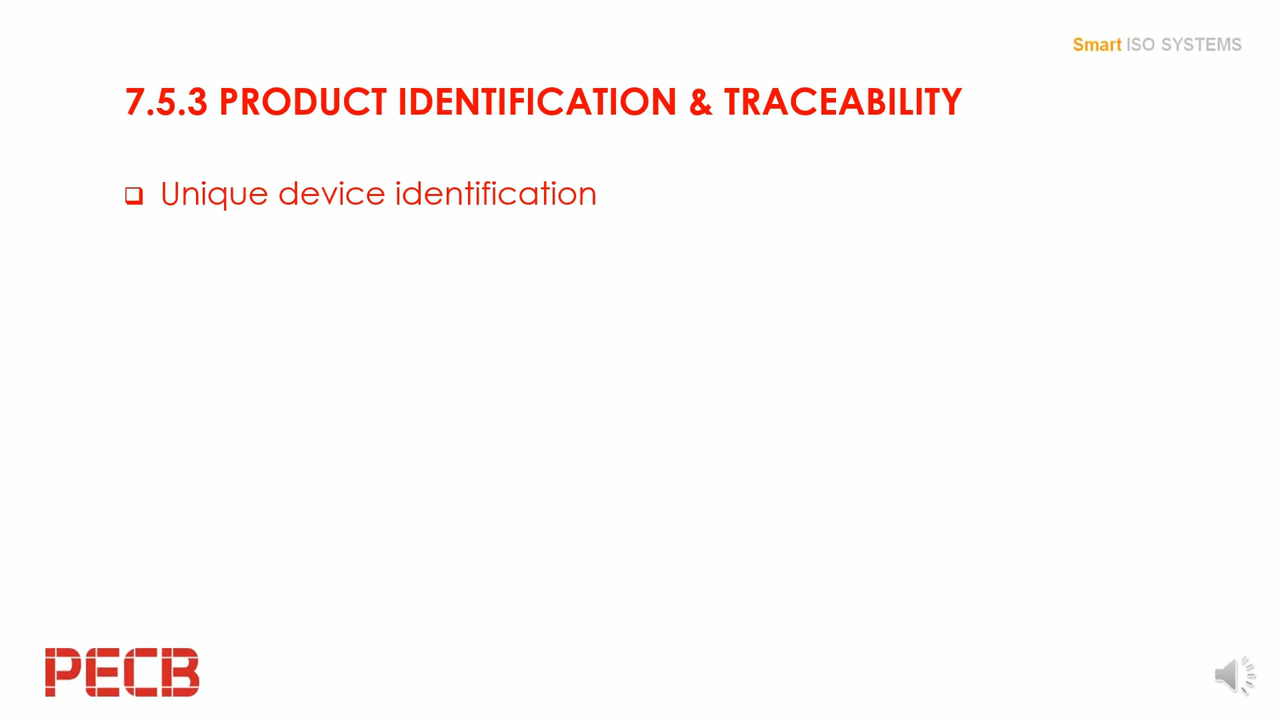 Smart ISO SYSTEMS
7.5.3 PRODUCT IDENTIFICATION & TRACEABILITY
Unique device identification
PECB